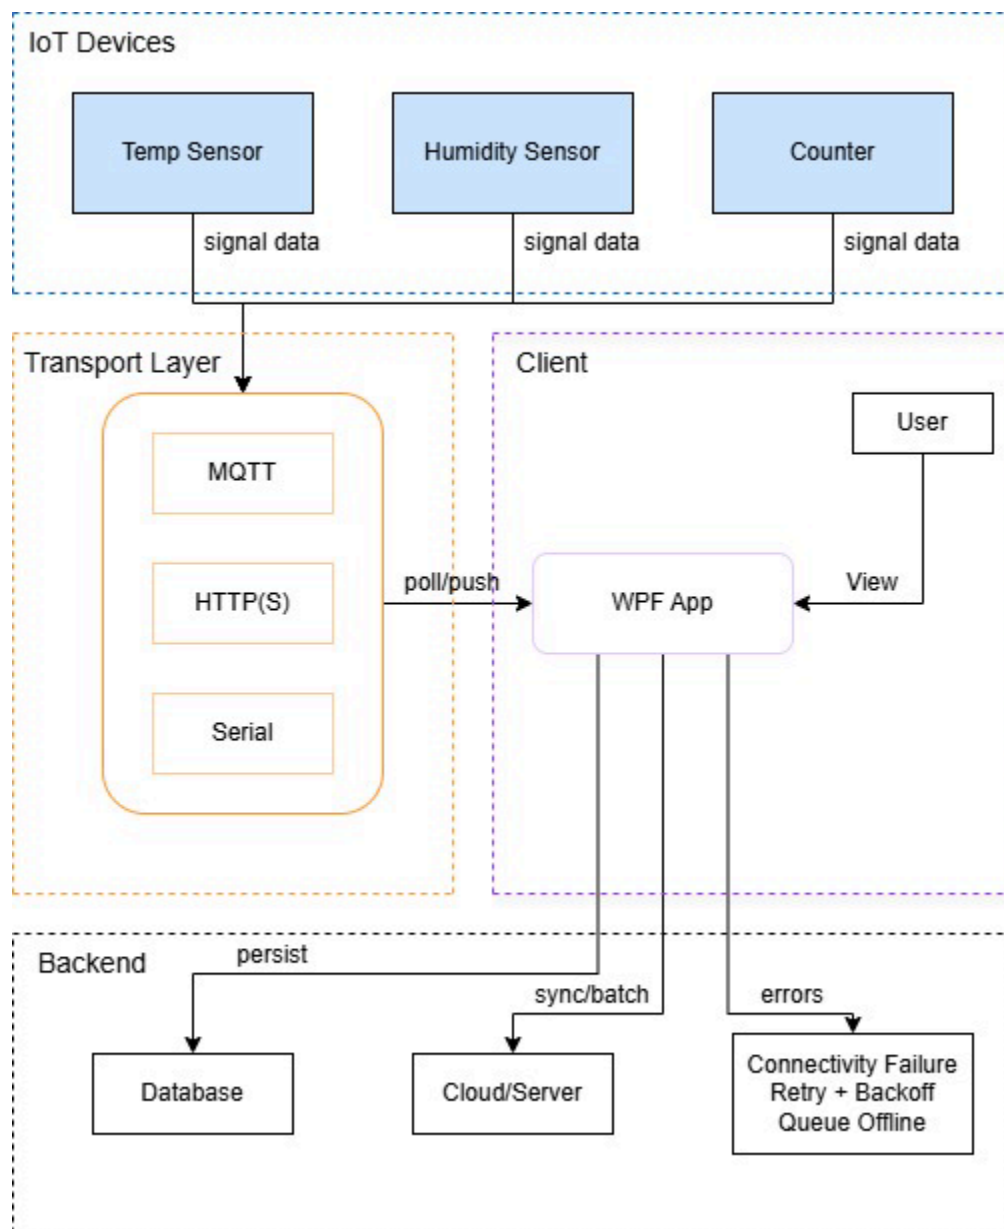 IoT Devices
Temp Sensor
Humidity Sensor
Counter
signal data
signal data
signal data
Transport Layer
MQTT
HTTP(S)
Serial
poll/push
Client
User
WPF App
View
Backend
persist
sync/batch
errors
Database
Cloud/Server
Connectivity Failure
Retry + Backoff
Queue Offline